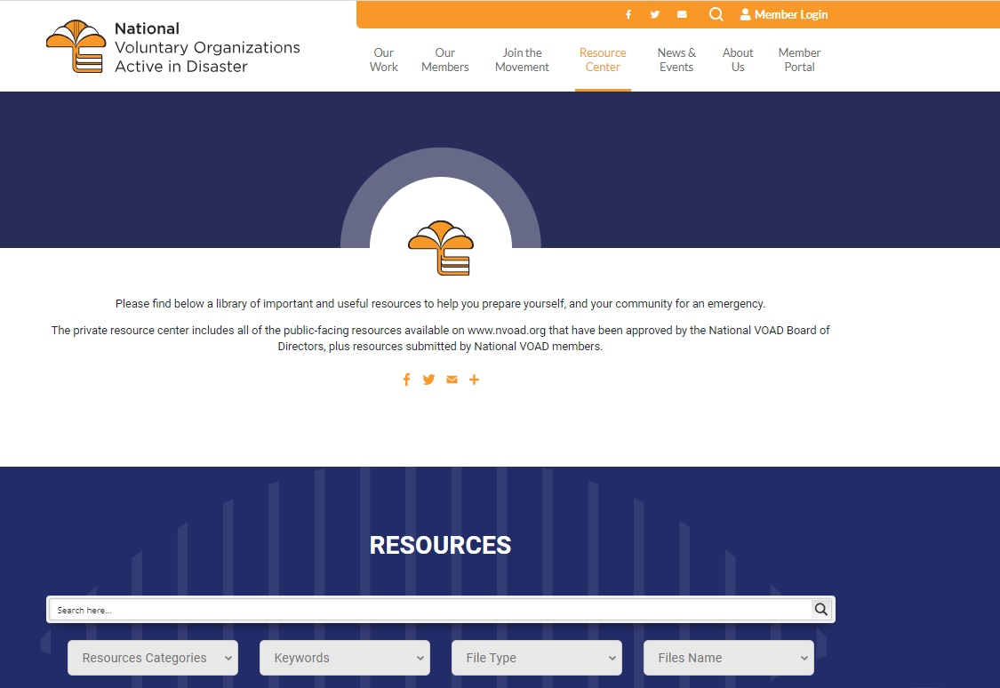 National
Voluntary Organizations
Active in Disaster
Member Login
Our
Work
Our
Members
Join the
Movement
Resource
Center
News &
Events
About
Us
Member
Portal
Please find below a library of important and useful resources to help you prepare yourself, and your community for an emergency.
The private resource center includes all of the public-facing resources available on www.nvoad.org that have been approved by the National VOAD Board of
Directors, plus resources submitted by National VOAD members.
RESOURCES
Search here...
Resources Categories
Keywords
File Type
Files Name